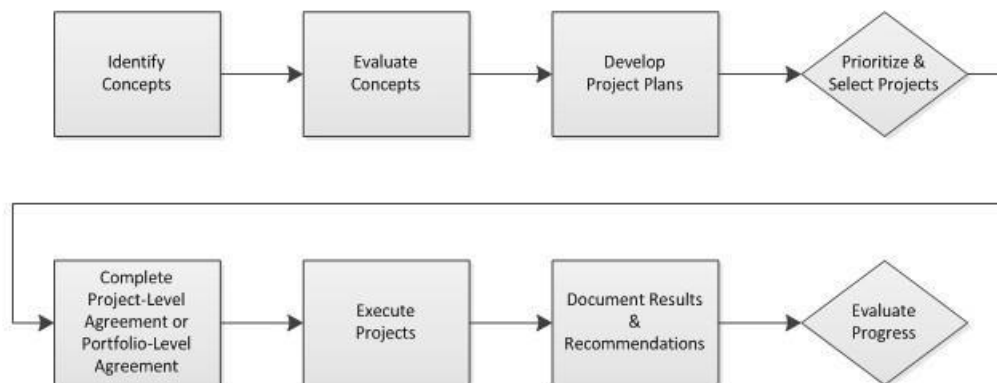 Identify
Concepts
Evaluate
Concepts
Develop
Project Plans
Prioritize &
Select Projects
Complete
Project-Level
Agreement or
Portfolio-Level
Agreement
Execute
Projects
Document Results
&
Recommendations
Evaluate
Progress